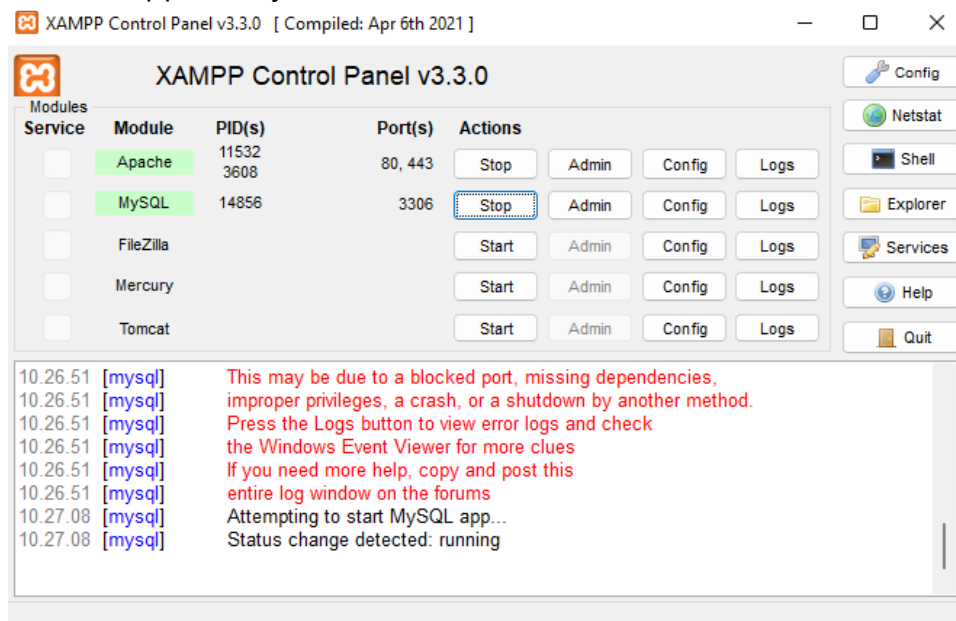 XAMPP Control Panel v3.3.0 [ Compiled: Apr 6th 2021 ]
XAMPP Control Panel v3.3.0
Config
Modules
Service Module PID(s) Port(s) Actions
Netstat
Apache 11532 3608 80, 443 Stop Admin Config Logs
Shell
MySQL 14856 3306 Stop Admin Config Logs
Explorer
FileZilla Start Admin Config Logs
Services
Mercury Start Admin Config Logs
Help
Tomcat Start Admin Config Logs
Quit
10.26.51 [mysql] This may be due to a blocked port, missing dependencies,
10.26.51 [mysql] improper privileges, a crash, or a shutdown by another method.
10.26.51 [mysql] Press the Logs button to view error logs and check
10.26.51 [mysql] the Windows Event Viewer for more clues
10.26.51 [mysql] If you need more help, copy and post this
10.26.51 [mysql] entire log window on the forums
10.27.08 [mysql] Attempting to start MySQL app...
10.27.08 [mysql] Status change detected: running